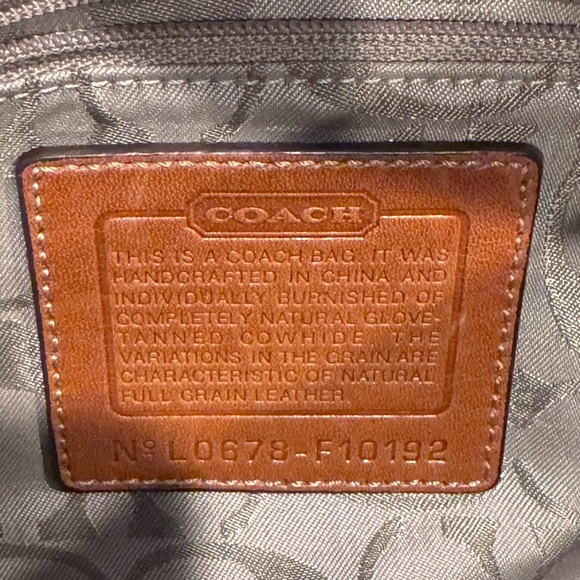 COACH
THIS IS A COACH BAG. IT WAS
HANDCRAFTED IN CHINA, AND
INDIVIDUALLY BURNISHED OF
COMPLETELY NATURAL GLOVE-
TANNED COWHIDE. THE
VARIATIONS IN THE GRAIN ARE
CHARACTERISTIC OF NATURAL
FULL GRAIN LEATHER.
Nº L0678-F10192